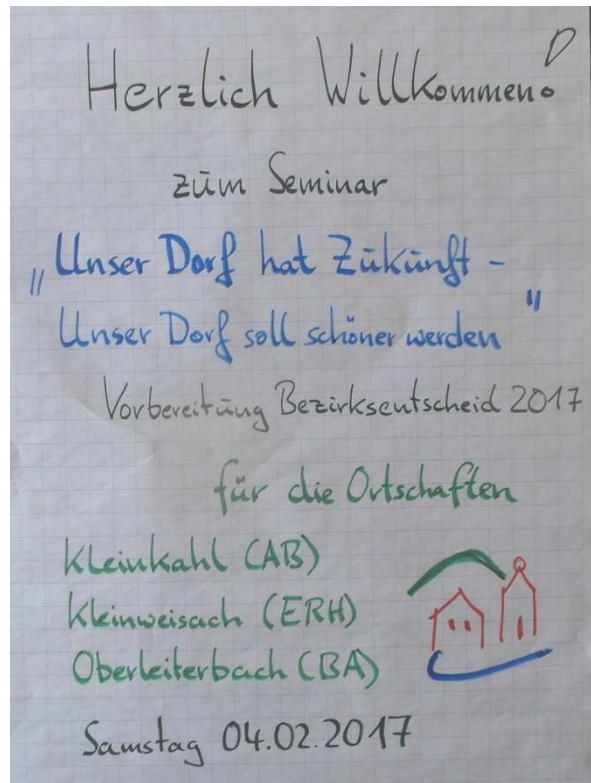 Herzlich Willkommen!
zum Seminar
„Unser Dorf hat Zukunft -
Unser Dorf soll schöner werden"
Vorbereitung Bezirksentscheid 2017
für die Ortschaften
Kleinkahl (AB)
Kleinweisach (ERH)
Oberleiterbach (BA)
Samstag 04.02.2017